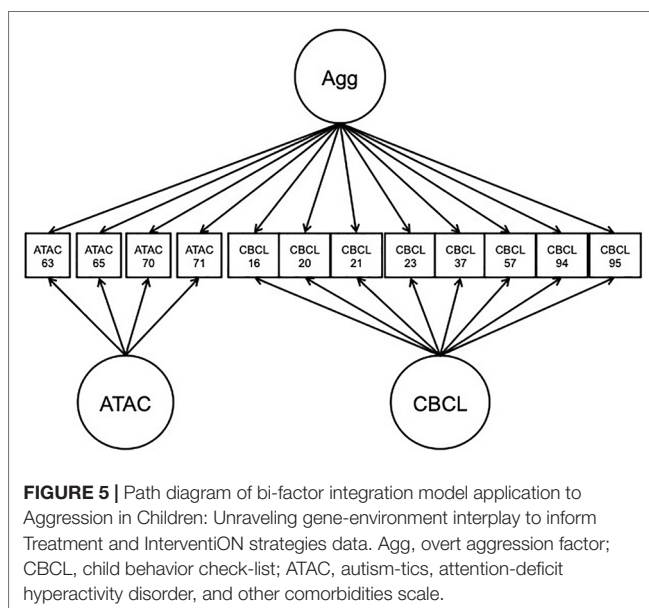 Agg
ATAC ATAC ATAC ATAC CBCL CBCL CBCL CBCL CBCL CBCL CBCL CBCL
63 65 70 71 16 20 21 23 37 57 94 95
ATAC CBCL
FIGURE 5 | Path diagram of bi-factor integration model application to
Aggression in Children: Unraveling gene-environment interplay to inform
Treatment and InterventiON strategies data. Agg, overt aggression factor;
CBCL, child behavior check-list; ATAC, autism-tics, attention-deficit
hyperactivity disorder, and other comorbidities scale.